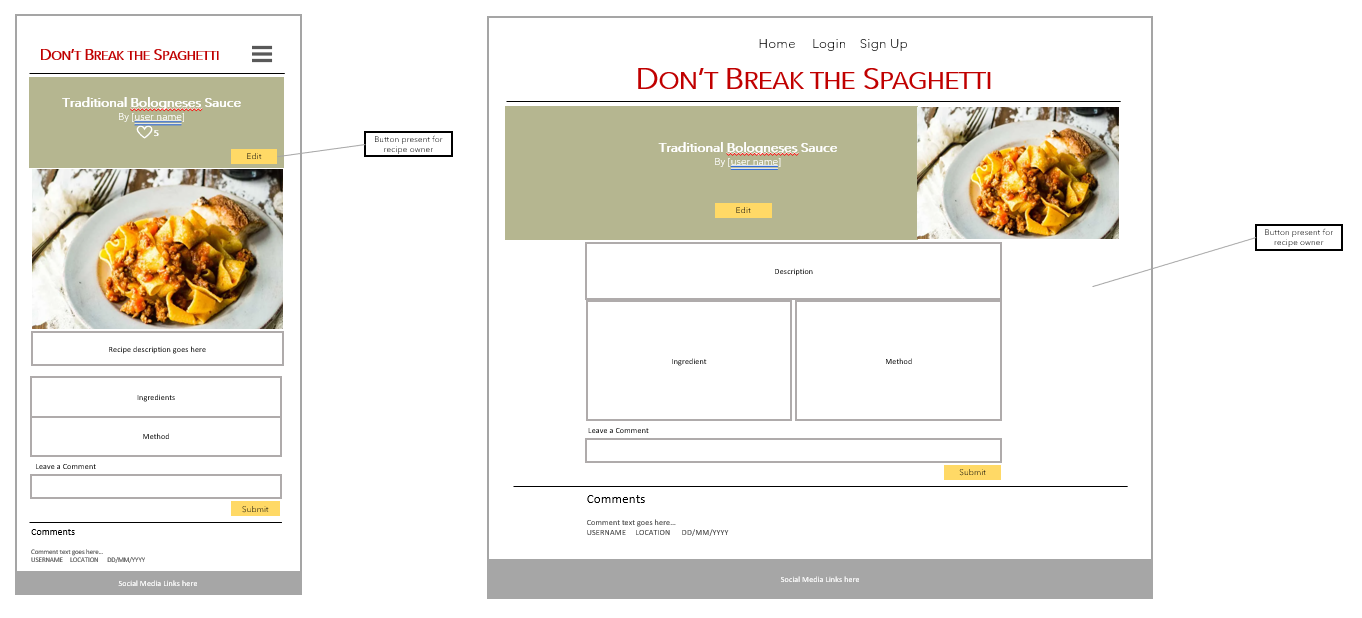 DON'T BREAK THE SPAGHETTI
Traditional Bologneses Sauce
By [user name]
5
Edit
Button present for
recipe owner
Recipe description goes here
Ingredients
Method
Leave a Comment
Submit
Comments
Comment text goes here...
USERNAME LOCATION DD/MM/YYYY
Social Media Links here
Home Login Sign Up
DON'T BREAK THE SPAGHETTI
Traditional Bologneses Sauce
By [user name]
Edit
Button present for
recipe owner
Description
Ingredient Method
Leave a Comment
Submit
Comments
Comment text goes here...
USERNAME LOCATION DD/MM/YYYY
Social Media Links here